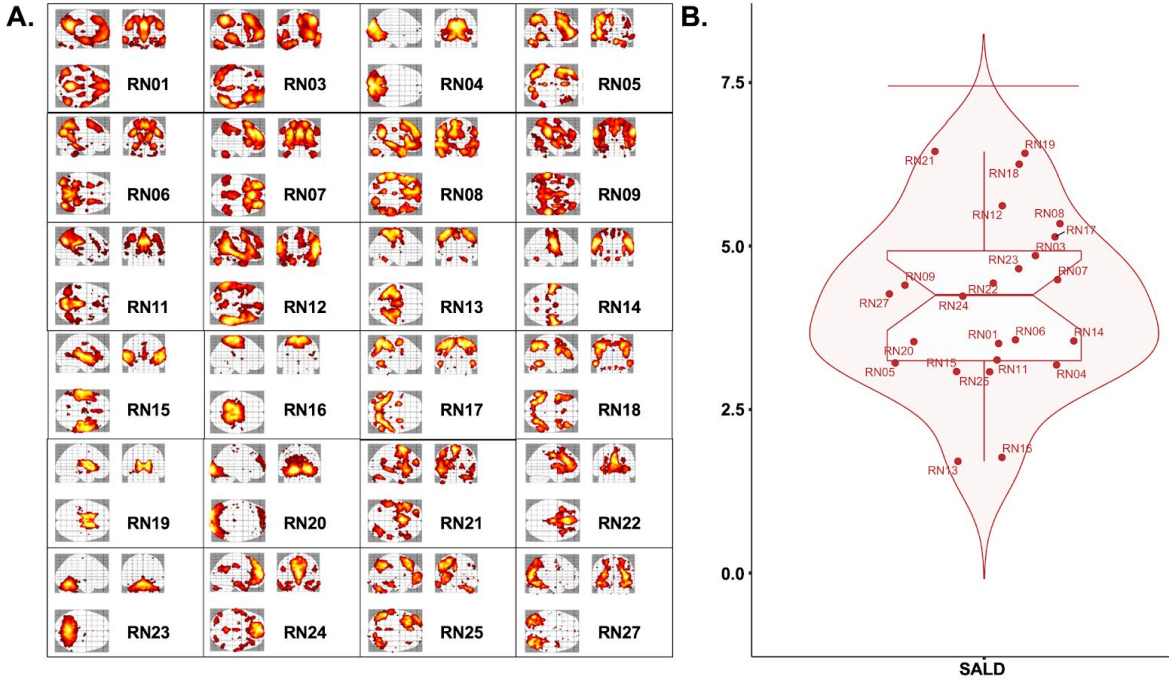 A.
B.
RN01 RN03 RN04 RN05
RN06 RN07 RN08 RN09
RN11 RN12 RN13 RN14
RN15 RN16 RN17 RN18
RN19 RN20 RN21 RN22
RN23 RN24 RN25 RN27
7.5
RN19
RN21
RN18
RN12 RN08
RN17
5.0
RN03
RN23
RN07
RN09
RN22
RN27
RN24
RN01 RN06 RN14
RN20
RN15
RN05 RN25 RN11 RN04
2.5
RN16
RN13
0.0
SALD